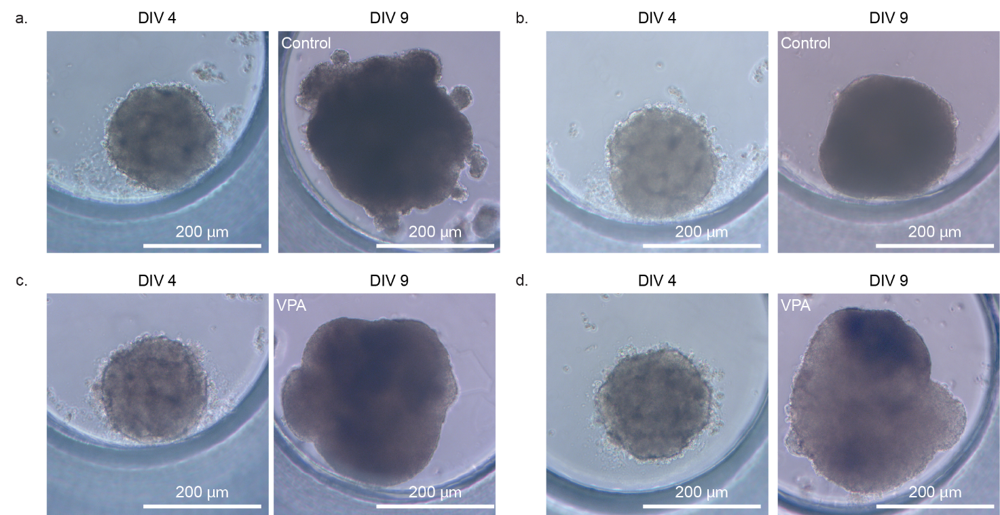 a.
DIV 4
DIV 9
b.
DIV 4
DIV 9
Control
Control
200 µm
200 µm
200 µm
200 µm
c.
DIV 4
DIV 9
d.
DIV 4
DIV 9
VPA
VPA
200 µm
200 µm
200 µm
200 µm